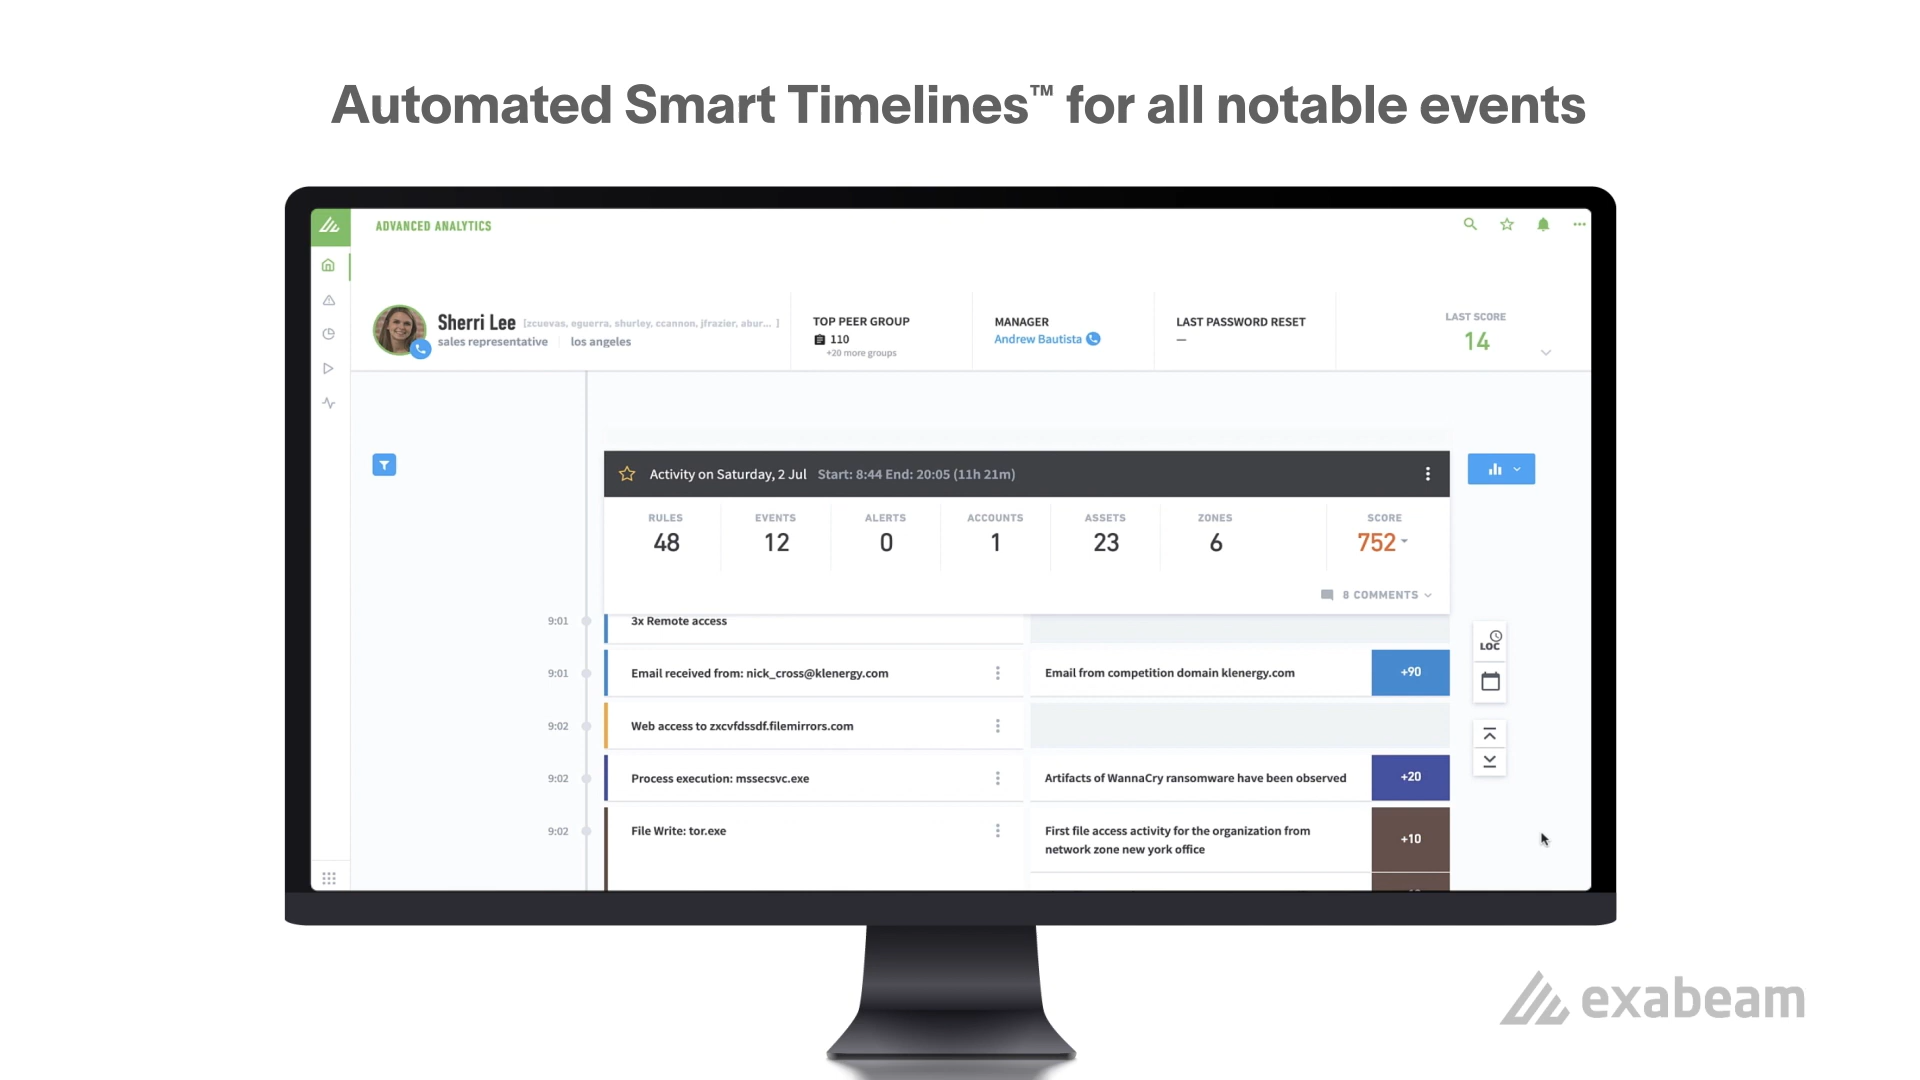 Automated Smart Timelines™ for all notable events
ADVANCED ANALYTICS
Sherri Lee [zcuevas, eguerra, shurley, ccannon, jfrazier, abur... ]
sales representative los angeles
TOP PEER GROUP
110
+20 more groups
MANAGER
Andrew Bautista
LAST PASSWORD RESET
—
LAST SCORE
14
Activity on Saturday, 2 Jul Start: 8:44 End: 20:05 (11h 21m)
RULES EVENTS ALERTS ACCOUNTS ASSETS ZONES SCORE
48 12 0 1 23 6 752
8 COMMENTS
9:01 3x Remote access
LOC
9:01 Email received from: nick_cross@klenergy.com Email from competition domain klenergy.com +90
9:02 Web access to zxcvfdssdf.filemirrors.com
9:02 Process execution: mssecsvc.exe Artifacts of WannaCry ransomware have been observed +20
9:02 File Write: tor.exe First file access activity for the organization from
network zone new york office +10
exabeam